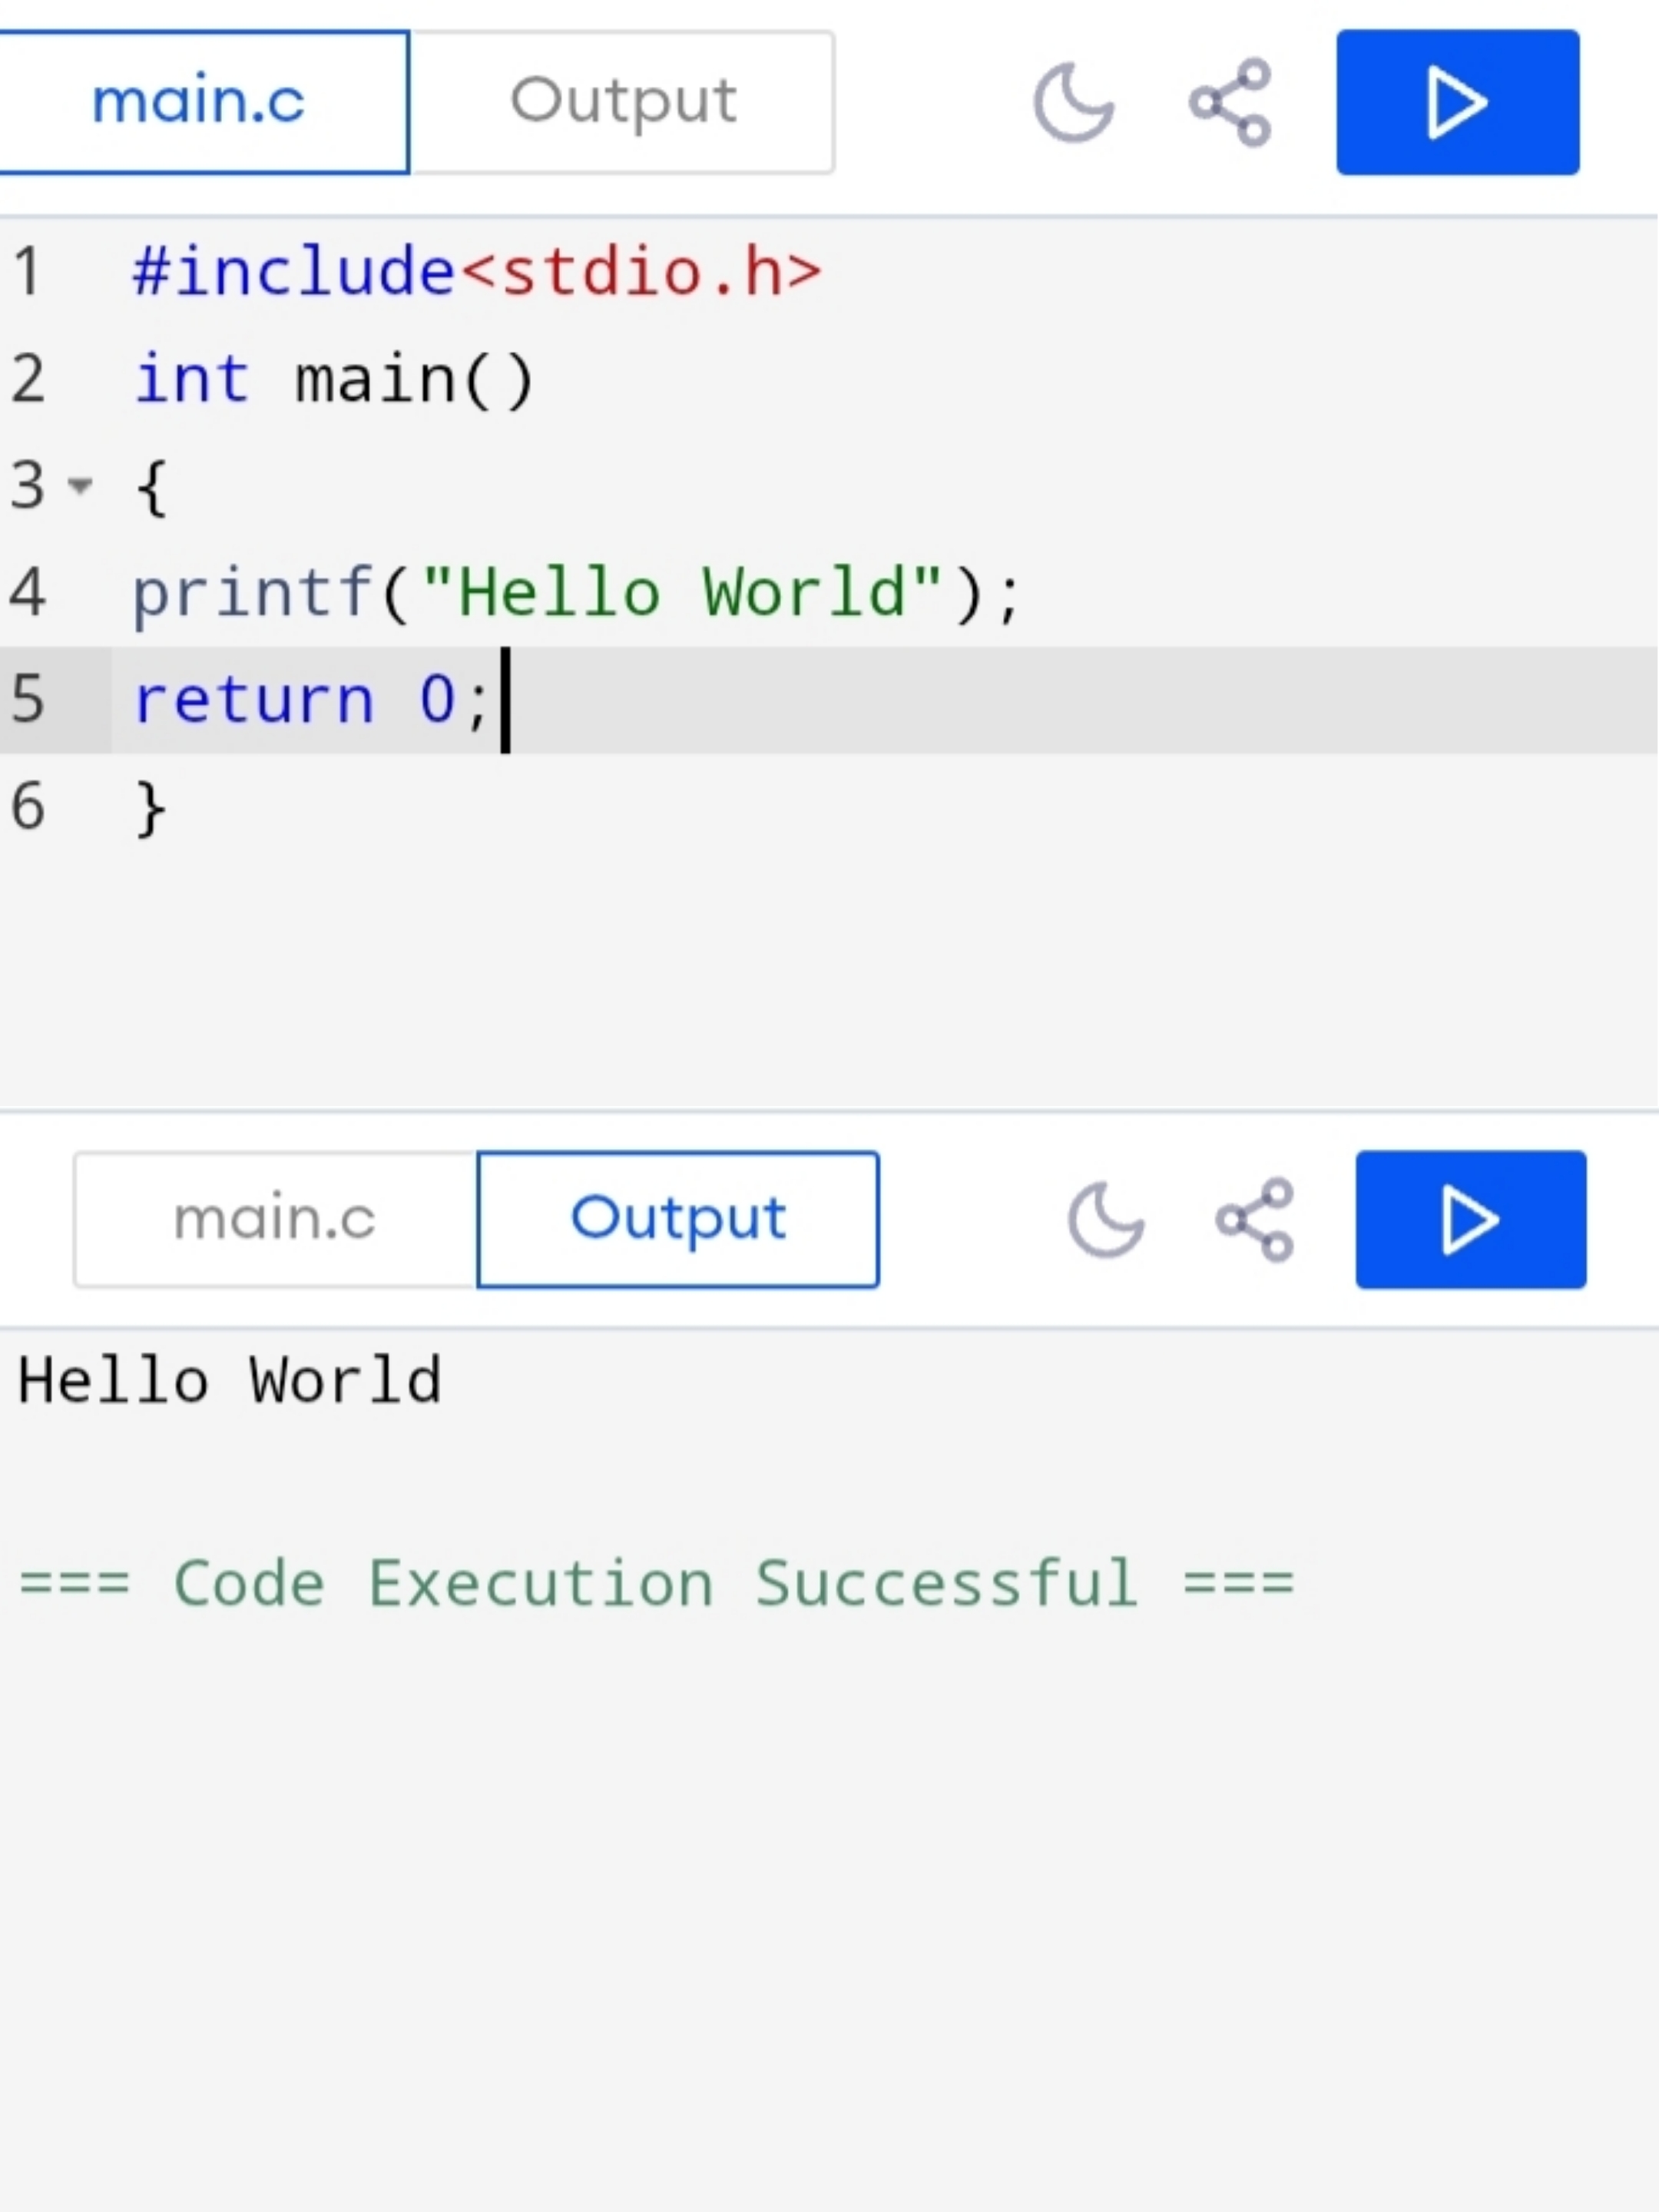 main.c Output
1 #include<stdio.h>
2 int main()
3 {
4 printf("Hello World");
5 return 0;
6 }
main.c Output
Hello World
=== Code Execution Successful ===